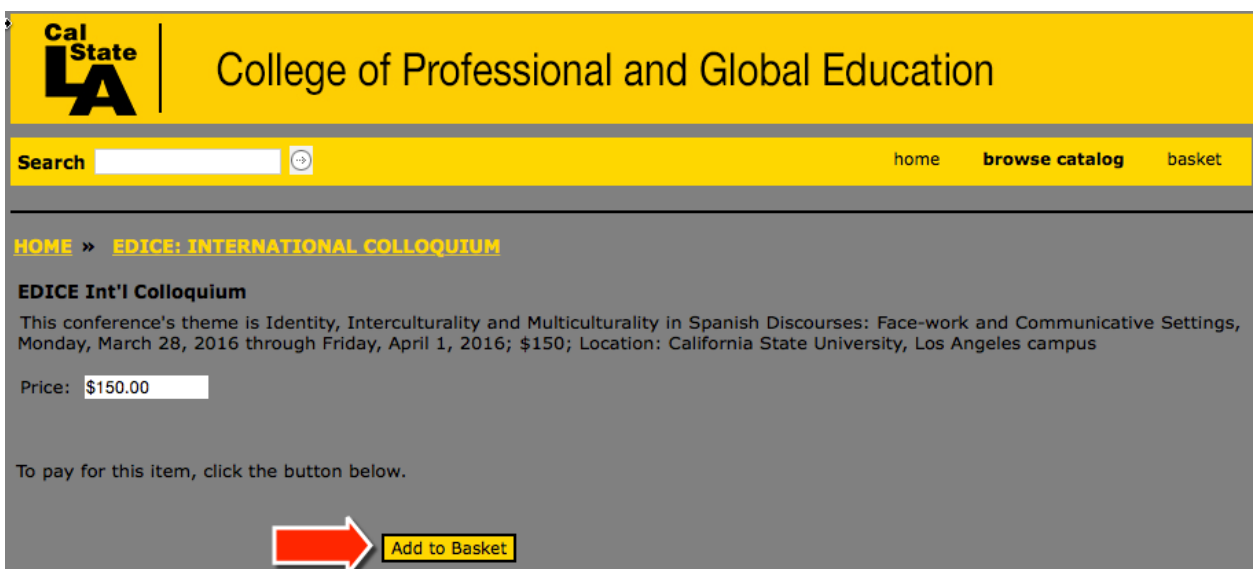 Cal
State
LA
College of Professional and Global Education
Search
home browse catalog basket
HOME » EDICE: INTERNATIONAL COLLOQUIUM
EDICE Int'l Colloquium
This conference's theme is Identity, Interculturality and Multiculturality in Spanish Discourses: Face-work and Communicative Settings,
Monday, March 28, 2016 through Friday, April 1, 2016; $150; Location: California State University, Los Angeles campus
Price: $150.00
To pay for this item, click the button below.
Add to Basket